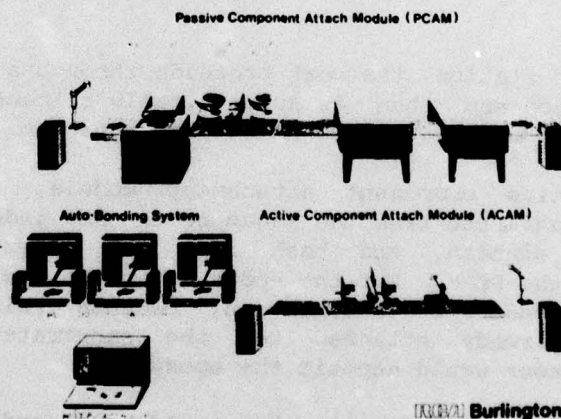 Passive Component Attach Module (PCAM)
Auto-Bonding System
Active Component Attach Module (ACAM)
Burlington